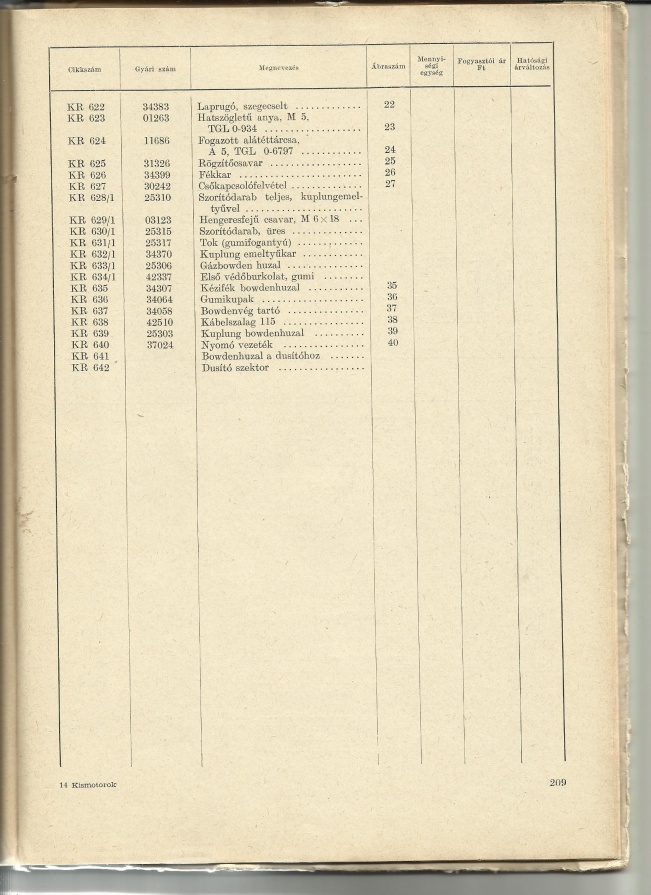 Cikkszám Gyári szám Megnevezés Ábraszám Mennyi-ségi egység Fogyasztói ár Ft Hatósági árváltozás
KR 622 34383 Laprugó, szegecselt ............. 22
KR 623 01263 Hatszögletű anya, M 5,
TGL 0-934 ................... 23
KR 624 11686 Fogazott alátéttárcsa,
A 5, TGL 0-6797 ............ 24
KR 625 31326 Rögzítőcsavar .................. 25
KR 626 34399 Fékkar ........................ 26
KR 627 30242 Csőkapcsolófelvétel .............. 27
KR 628/1 25310 Szorítódarab teljes, kuplungemel-
tyűvel .......................
KR 629/1 03123 Hengeresfejű csavar, M 6×18 ...
KR 630/1 25315 Szorítódarab, üres ..............
KR 631/1 25317 Tok (gumifogantyú) .............
KR 632/1 34370 Kuplung emeltyűkar ............
KR 633/1 25306 Gázbowden huzal ...............
KR 634/1 42337 Első védőburkolat, gumi ........
KR 635 34307 Kézifék bowdenhuzal ........... 35
KR 636 34064 Gumikupak .................... 36
KR 637 34058 Bowdenvég tartó ............... 37
KR 638 42510 Kábelszalag 115 ................ 38
KR 639 25303 Kuplung bowdenhuzal .......... 39
KR 640 37024 Nyomó vezeték ................ 40
KR 641 Bowdenhuzal a dusítóhoz .......
KR 642 Dusító szektor .................
14 Kismotorok 209